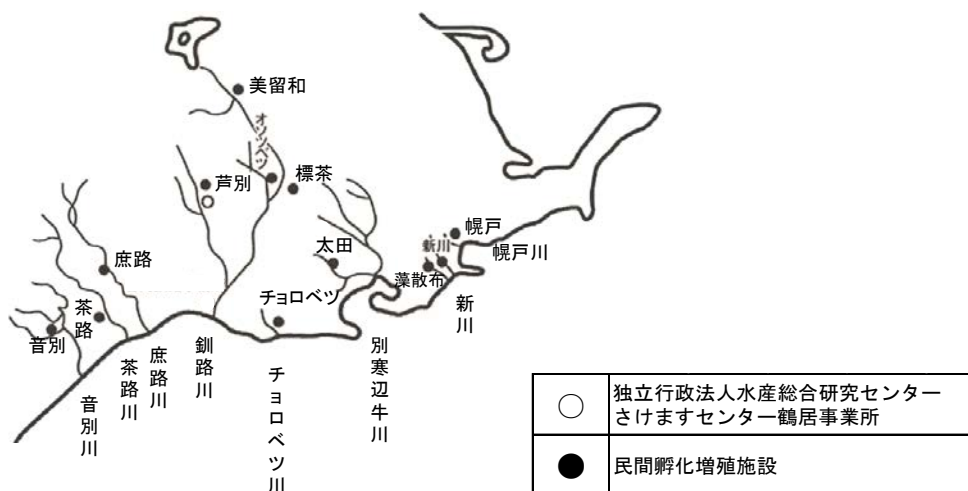 美留和
オソツベツ
標茶
芦別
幌戸
新川
幌戸川
太田
藻散布
庶路
チョロベツ
茶路
音別
新川
別寒辺牛川
釧路川
庶路川
茶路川
チョロベツ川
音別川
○ 独立行政法人水産総合研究センター
さけますセンター鶴居事業所
● 民間孵化増殖施設